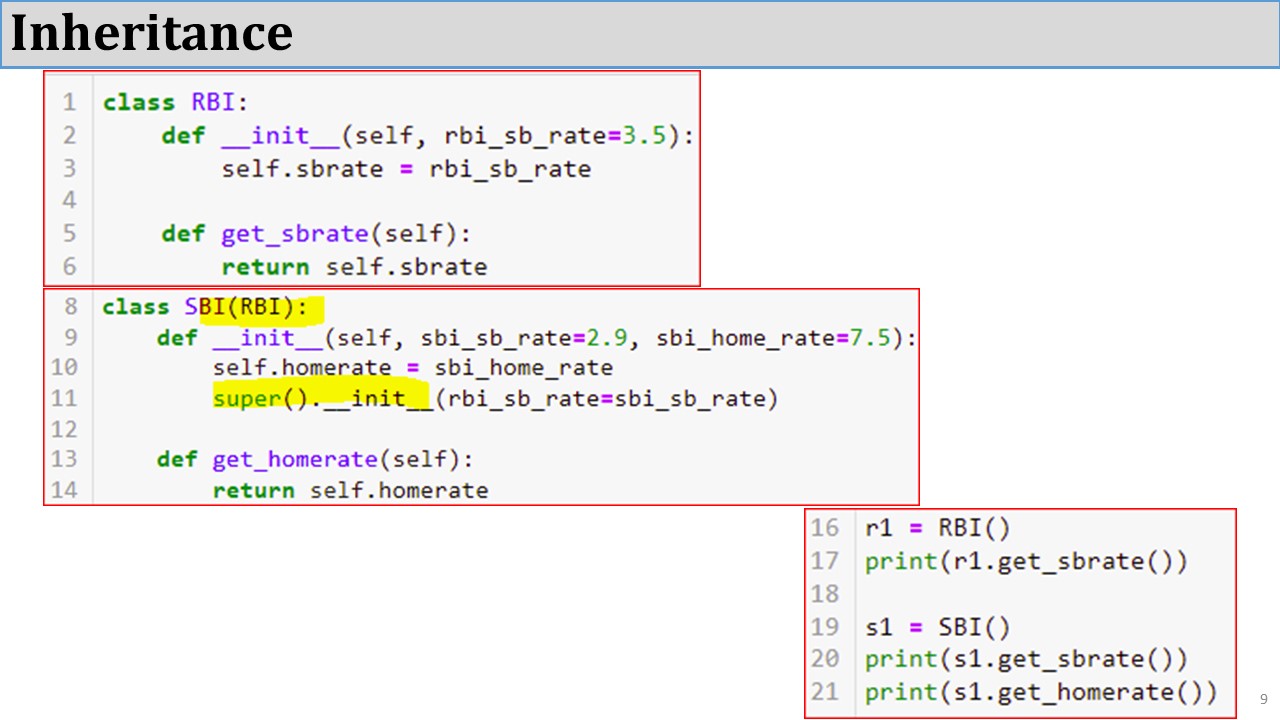 Inheritance
1 class RBI:
2     def __init__(self, rbi_sb_rate=3.5):
3         self.sbrate = rbi_sb_rate
4
5     def get_sbrate(self):
6         return self.sbrate
8 class SBI(RBI):
9     def __init__(self, sbi_sb_rate=2.9, sbi_home_rate=7.5):
10         self.homerate = sbi_home_rate
11         super().__init__(rbi_sb_rate=sbi_sb_rate)
12
13     def get_homerate(self):
14         return self.homerate
16 r1 = RBI()
17 print(r1.get_sbrate())
18
19 s1 = SBI()
20 print(s1.get_sbrate())
21 print(s1.get_homerate())
9